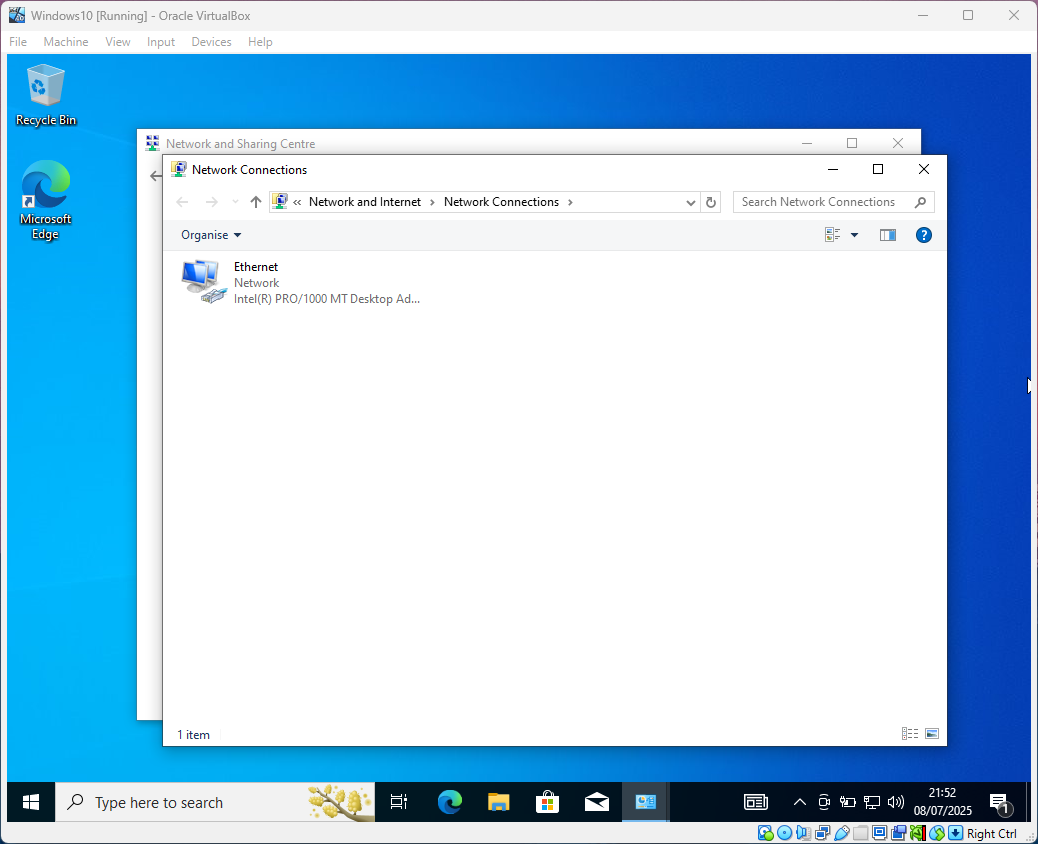 Windows10 [Running] - Oracle VirtualBox
File Machine View Input Devices Help
Recycle Bin
Microsoft
Edge
Network and Sharing Centre
Network Connections
« Network and Internet › Network Connections ›
Search Network Connections
Organise
Ethernet
Network
Intel(R) PRO/1000 MT Desktop Ad...
1 item
Type here to search
21:52
08/07/2025
1
Right Ctrl